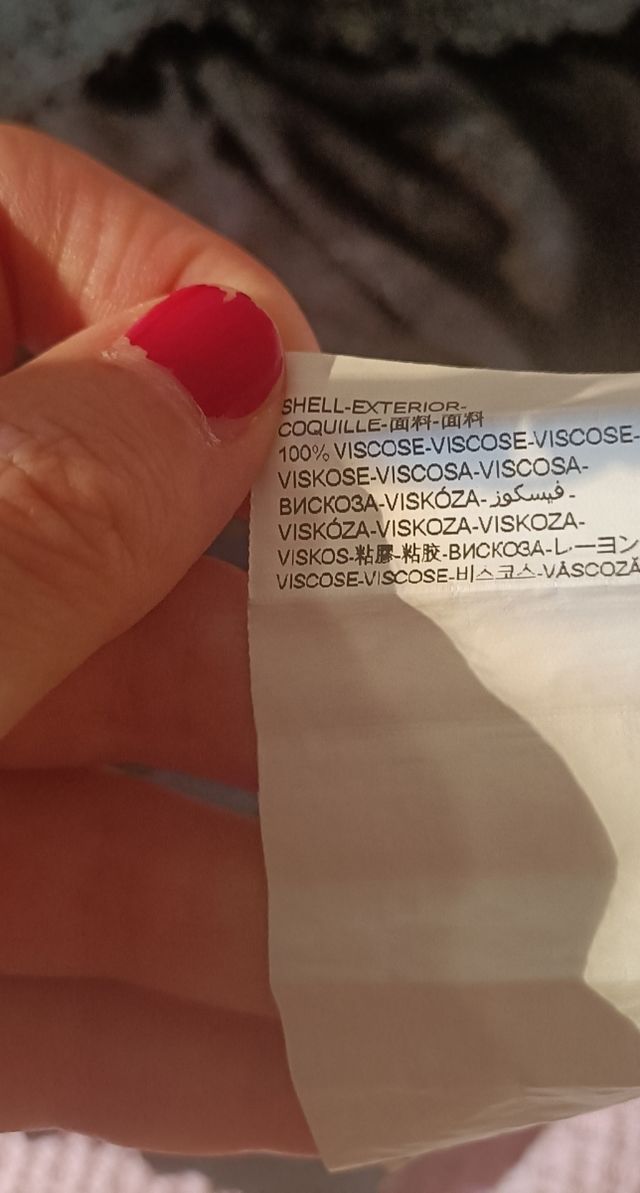 SHELL-EXTERIOR-
COQUILLE-面料-面料
100% VISCOSE-VISCOSE-VISCOSE-
VISKOSE-VISCOSA-VISCOSA-
ВИСКОЗА-VISKÓZA-فيسكوز-
VISKÓZA-VISKOZA-VISKOZA-
VISKOS-粘膠-粘胶-ВИСКОЗА-レーヨン
VISCOSE-VISCOSE-비스코스-VÂSCOZĂ